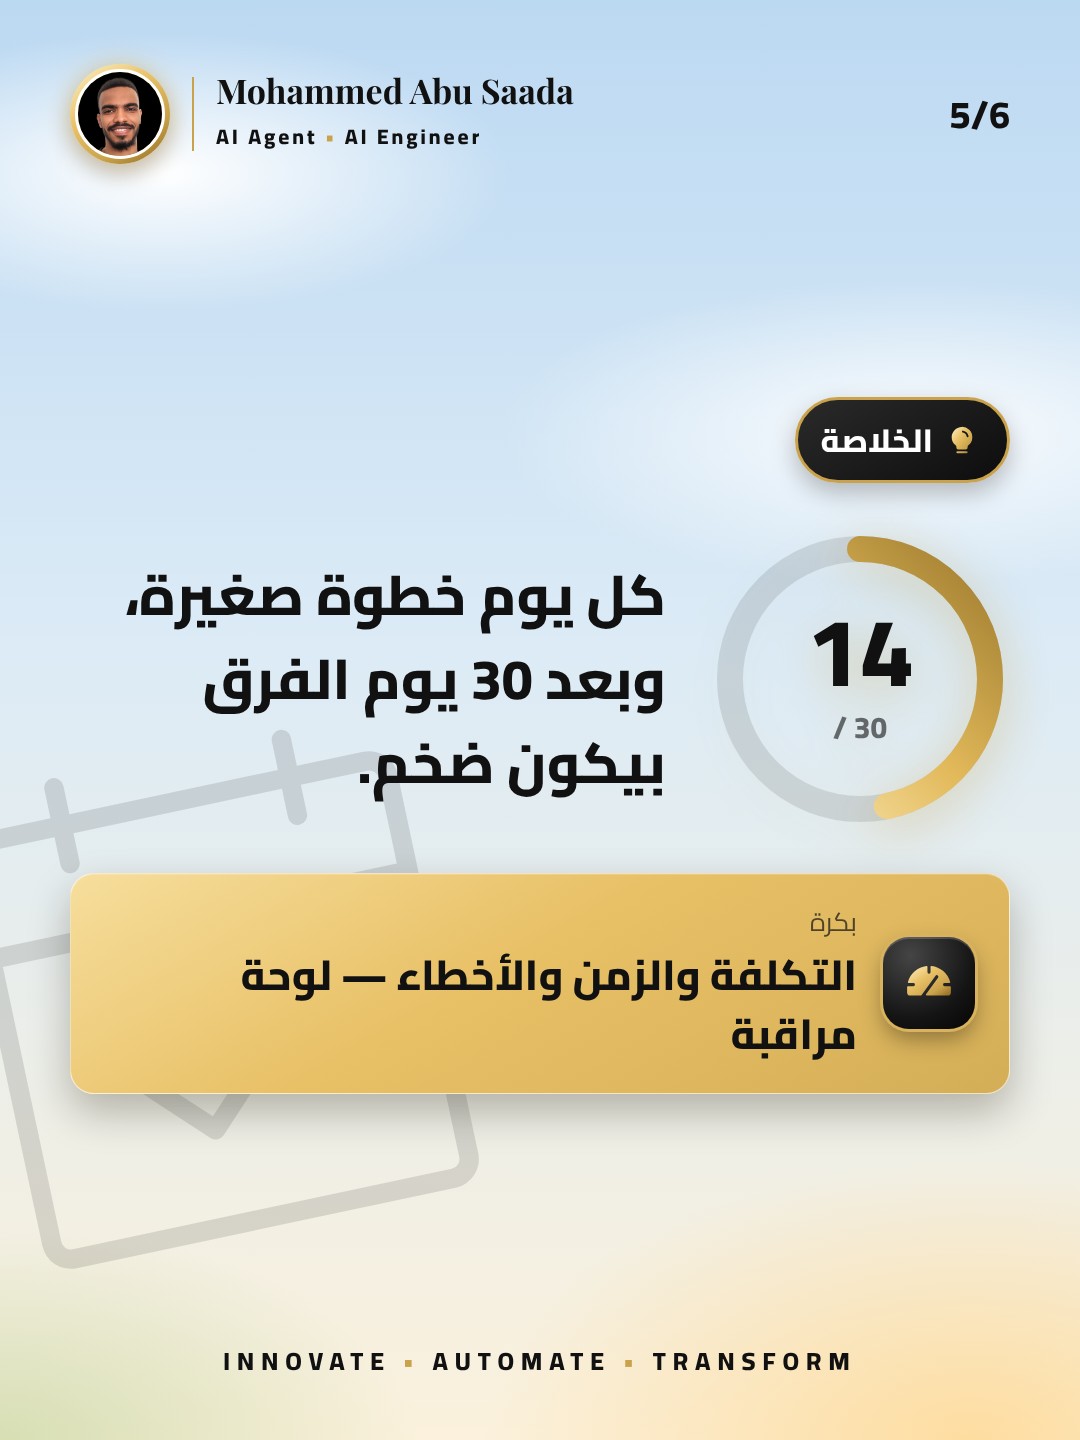 Mohammed Abu Saada
AI Agent ▪ AI Engineer
5/6
الخلاصة
14
/ 30
كل يوم خطوة صغيرة،
وبعد 30 يوم الفرق
بيكون ضخم.
بكرة
التكلفة والزمن والأخطاء — لوحة
مراقبة
INNOVATE ▪ AUTOMATE ▪ TRANSFORM